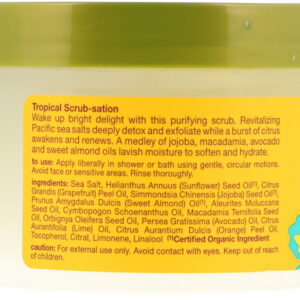 Tropical Scrub-sation
Wake up bright delight with this purifying scrub. Revitalizing
Pacific sea salts deeply detox and exfoliate while a burst of citrus
awakens and renews. A medley of jojoba, macadamia, avocado
and sweet almond oils lavish moisture to soften and hydrate.
to use: Apply liberally in shower or bath using gentle, circular motions.
Avoid face or sensitive areas. Rinse thoroughly.
ingredients: Sea Salt, Helianthus Annuus (Sunflower) Seed Oil(¹), Citrus
Grandis (Grapefruit) Peel Oil, Simmondsia Chinensis (Jojoba) Seed Oil(¹),
Prunus Amygdalus Dulcis (Sweet Almond) Oil(¹), Aleurites Moluccana
Seed Oil, Cymbopogon Schoenanthus Oil, Macadamia Ternifolia Seed
Oil, Orbignya Oleifera Seed Oil, Persea Gratissima (Avocado) Oil, Citrus
Aurantifolia (Lime) Oil, Citrus Aurantium Dulcis (Orange) Peel Oil,
Tocopherol, Citral, Limonene, Linalool (¹)Certified Organic Ingredient
caution: For external use only. Avoid contact with eyes. Keep out of reach
of children.